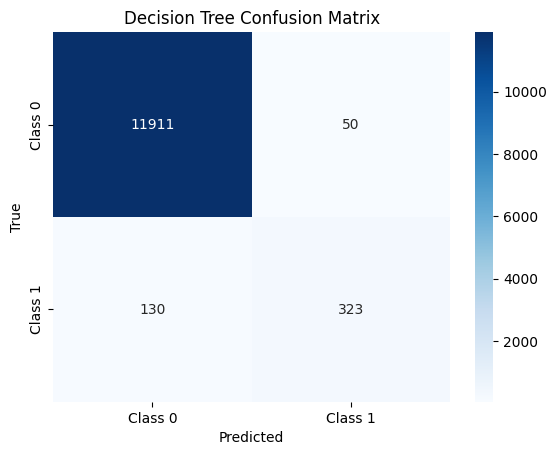 Decision Tree Confusion Matrix
Class 0
11911
50
10000
8000
6000
4000
2000
True
Class 1
130
323
Class 0
Class 1
Predicted